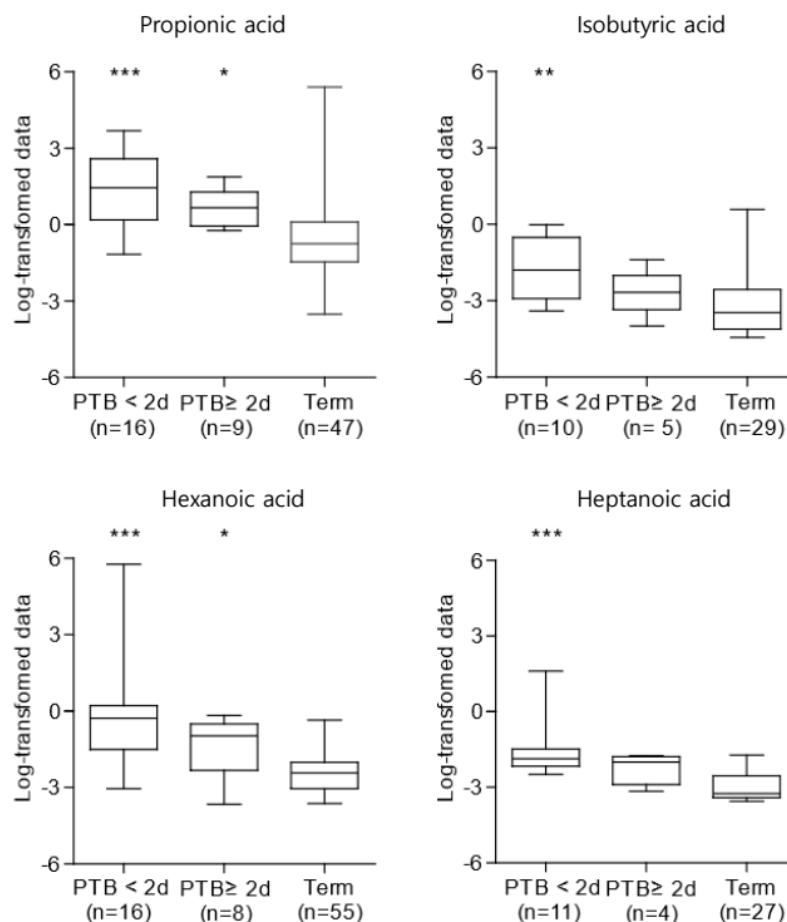 Propionic acid
Log-transfomed data
6
3
0
-3
-6
***
*
PTB < 2d
(n=16)
PTB≥ 2d
(n=9)
Term
(n=47)
Isobutyric acid
Log-transfomed data
6
3
0
-3
-6
**
PTB < 2d
(n=10)
PTB≥ 2d
(n= 5)
Term
(n=29)
Hexanoic acid
Log-transfomed data
6
3
0
-3
-6
***
*
PTB < 2d
(n=16)
PTB≥ 2d
(n=8)
Term
(n=55)
Heptanoic acid
Log-transfomed data
6
3
0
-3
-6
***
PTB < 2d
(n=11)
PTB≥ 2d
(n=4)
Term
(n=27)